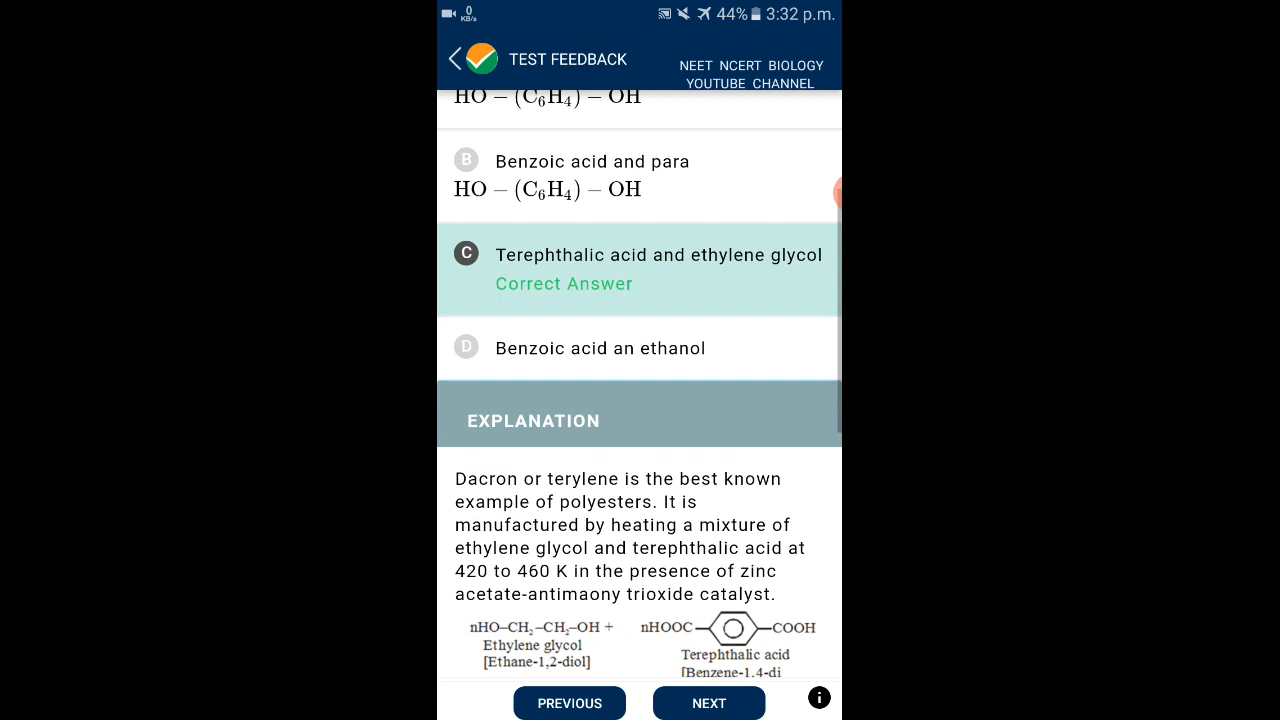 0
KB/s
44% 3:32 p.m.
TEST FEEDBACK
NEET NCERT BIOLOGY
YOUTUBE CHANNEL
HO − (C₆H₄) − OH
B Benzoic acid and para
HO − (C₆H₄) − OH
C Terephthalic acid and ethylene glycol
Correct Answer
D Benzoic acid an ethanol
EXPLANATION
Dacron or terylene is the best known
example of polyesters. It is
manufactured by heating a mixture of
ethylene glycol and terephthalic acid at
420 to 460 K in the presence of zinc
acetate-antimaony trioxide catalyst.
nHO–CH₂–CH₂–OH + nHOOC COOH
Ethylene glycol
[Ethane-1,2-diol]
Terephthalic acid
[Benzene-1,4-di
PREVIOUS
NEXT
i